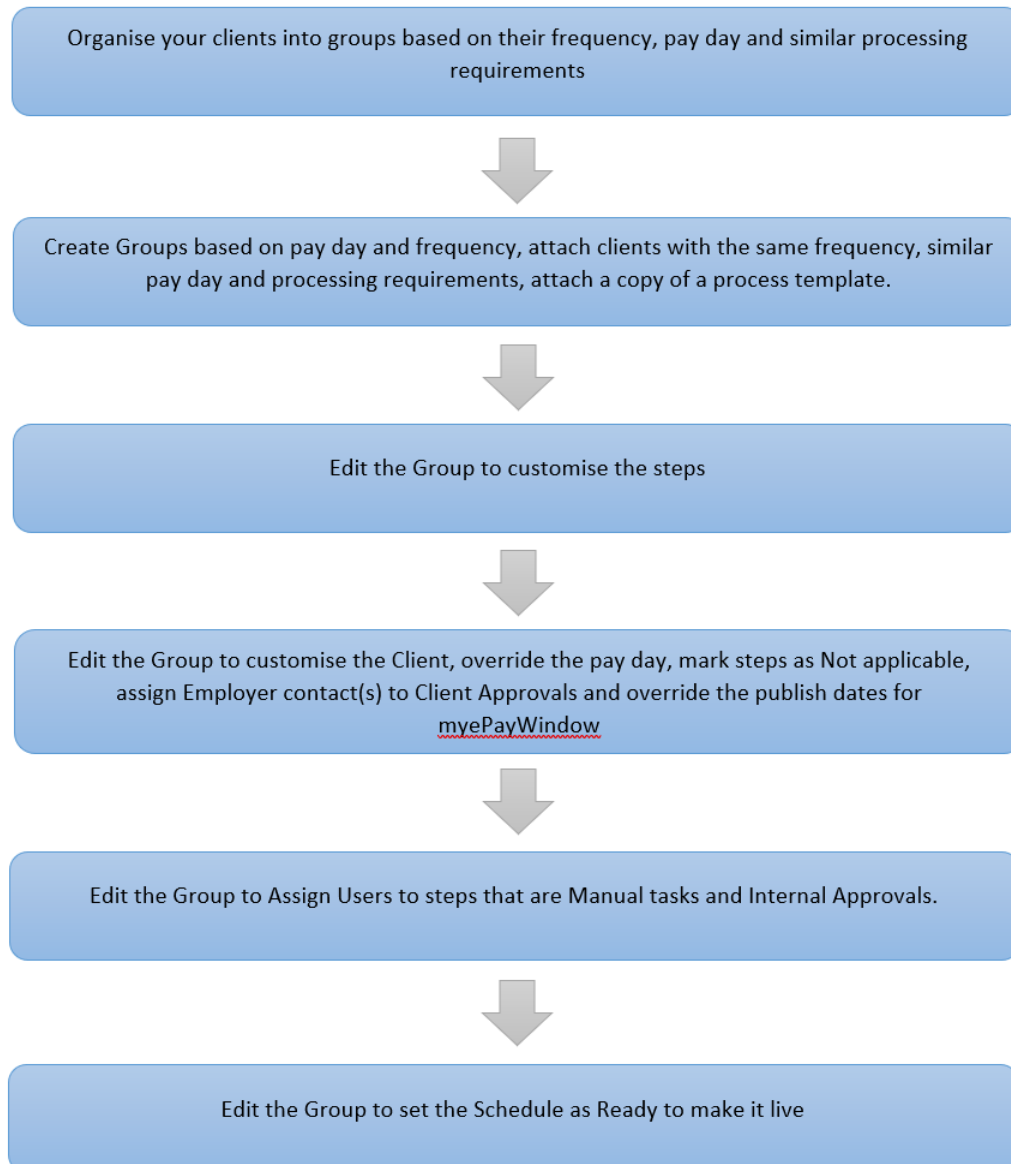 Organise your clients into groups based on their frequency, pay day and similar processing
requirements
Create Groups based on pay day and frequency, attach clients with the same frequency, similar
pay day and processing requirements, attach a copy of a process template.
Edit the Group to customise the steps
Edit the Group to customise the Client, override the pay day, mark steps as Not applicable,
assign Employer contact(s) to Client Approvals and override the publish dates for
myePayWindow
Edit the Group to Assign Users to steps that are Manual tasks and Internal Approvals.
Edit the Group to set the Schedule as Ready to make it live